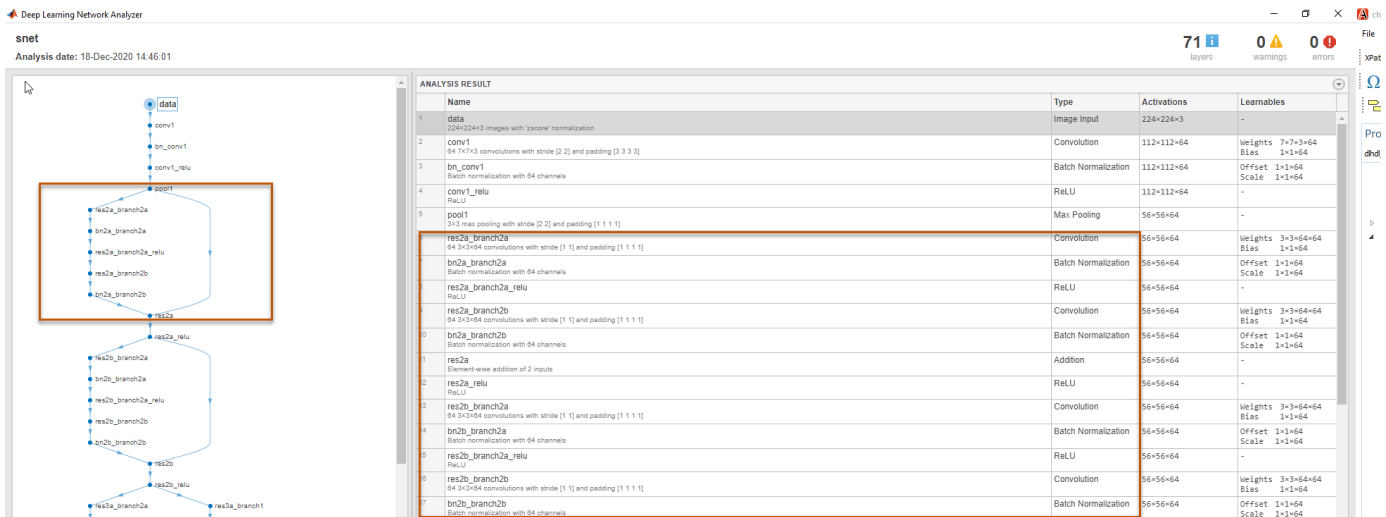 Deep Learning Network Analyzer
ch
snet
Analysis date: 18-Dec-2020 14:46:01
71
layers
0
warnings
0
errors
File
XPat
Ω
Pro
dhdl
data
conv1
bn_conv1
conv1_relu
pool1
res2a_branch2a
bn2a_branch2a
res2a_branch2a_relu
res2a_branch2b
bn2a_branch2b
res2a
res2a_relu
res2b_branch2a
bn2b_branch2a
res2b_branch2a_relu
res2b_branch2b
bn2b_branch2b
res2b
res2b_relu
res3a_branch2a
res3a_branch1
ANALYSIS RESULT
Name Type Activations Learnables
1 data Image Input 224×224×3 -
224×224×3 images with 'zscore' normalization
2 conv1 Convolution 112×112×64 Weights 7×7×3×64
64 7×7×3 convolutions with stride [2 2] and padding [3 3 3 3] Bias 1×1×64
3 bn_conv1 Batch Normalization 112×112×64 Offset 1×1×64
Batch normalization with 64 channels Scale 1×1×64
4 conv1_relu ReLU 112×112×64 -
ReLU
5 pool1 Max Pooling 56×56×64 -
3×3 max pooling with stride [2 2] and padding [1 1 1 1]
res2a_branch2a Convolution 56×56×64 Weights 3×3×64×64
64 3×3×64 convolutions with stride [1 1] and padding [1 1 1 1] Bias 1×1×64
bn2a_branch2a Batch Normalization 56×56×64 Offset 1×1×64
Batch normalization with 64 channels Scale 1×1×64
res2a_branch2a_relu ReLU 56×56×64 -
ReLU
res2a_branch2b Convolution 56×56×64 Weights 3×3×64×64
64 3×3×64 convolutions with stride [1 1] and padding [1 1 1 1] Bias 1×1×64
bn2a_branch2b Batch Normalization 56×56×64 Offset 1×1×64
Batch normalization with 64 channels Scale 1×1×64
res2a Addition 56×56×64 -
Element-wise addition of 2 inputs
res2a_relu ReLU 56×56×64 -
ReLU
res2b_branch2a Convolution 56×56×64 Weights 3×3×64×64
64 3×3×64 convolutions with stride [1 1] and padding [1 1 1 1] Bias 1×1×64
bn2b_branch2a Batch Normalization 56×56×64 Offset 1×1×64
Batch normalization with 64 channels Scale 1×1×64
res2b_branch2a_relu ReLU 56×56×64 -
ReLU
res2b_branch2b Convolution 56×56×64 Weights 3×3×64×64
64 3×3×64 convolutions with stride [1 1] and padding [1 1 1 1] Bias 1×1×64
bn2b_branch2b Batch Normalization 56×56×64 Offset 1×1×64
Batch normalization with 64 channels Scale 1×1×64